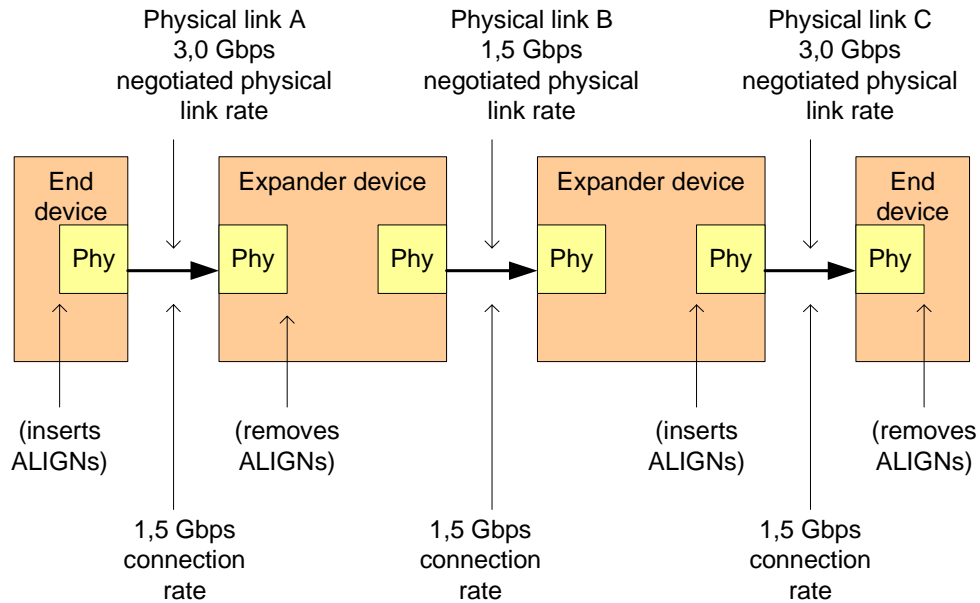 Physical link A
3,0 Gbps
negotiated physical
link rate
Physical link B
1,5 Gbps
negotiated physical
link rate
Physical link C
3,0 Gbps
negotiated physical
link rate
End
device
Expander device
Expander device
End
device
Phy
Phy
Phy
Phy
Phy
Phy
(inserts
ALIGNs)
(removes
ALIGNs)
(inserts
ALIGNs)
(removes
ALIGNs)
1,5 Gbps
connection
rate
1,5 Gbps
connection
rate
1,5 Gbps
connection
rate